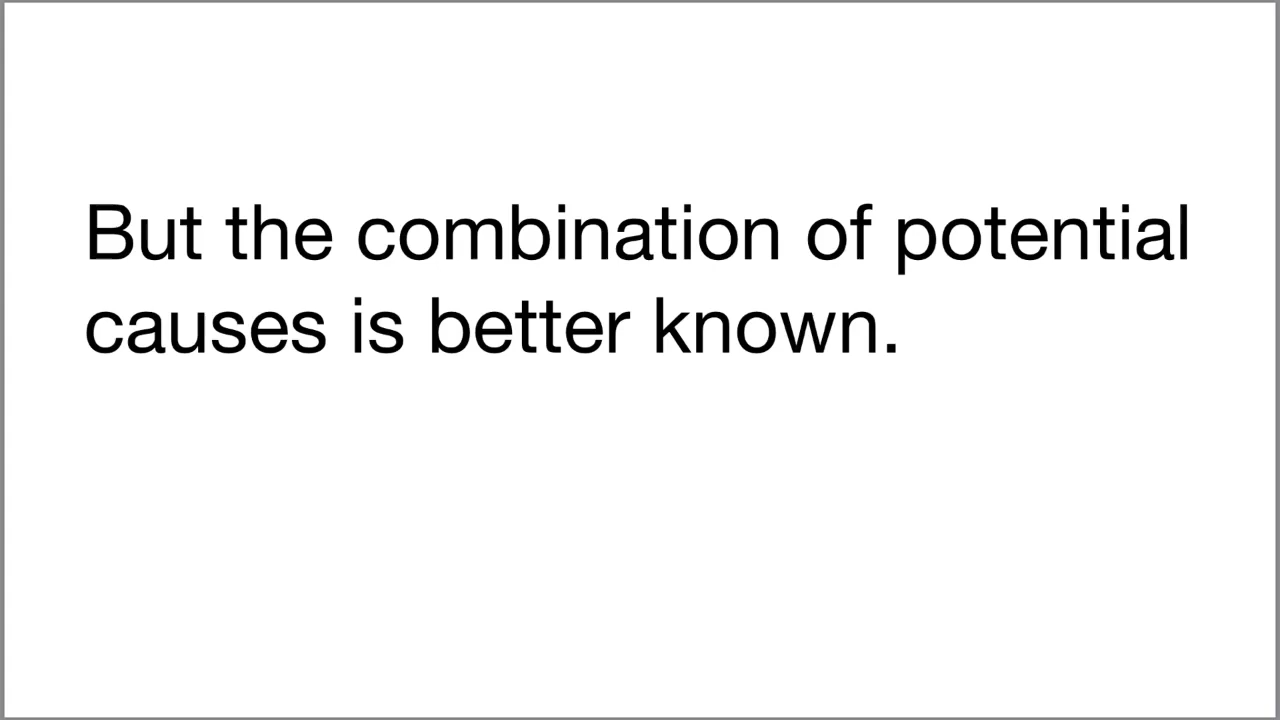 But the combination of potential
causes is better known.